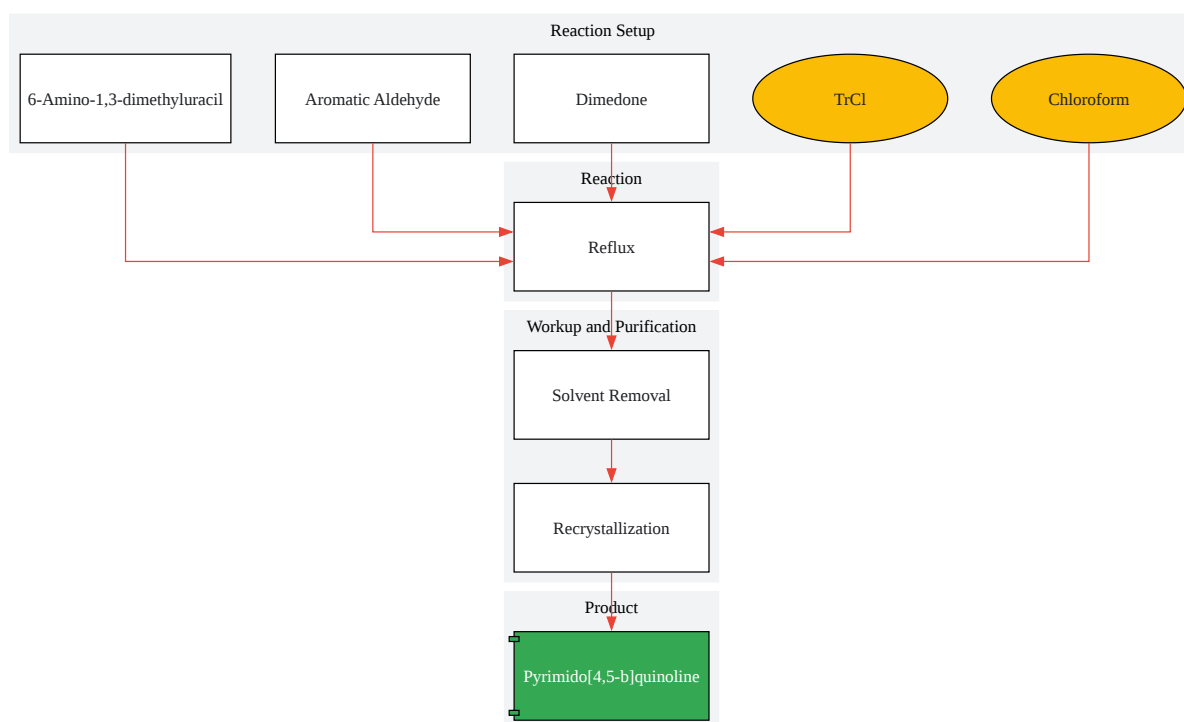 Reaction Setup
6-Amino-1,3-dimethyluracil
Aromatic Aldehyde
Dimedone
TrCl
Chloroform
Reaction
Reflux
Workup and Purification
Solvent Removal
Recrystallization
Product
Pyrimido[4,5-b]quinoline